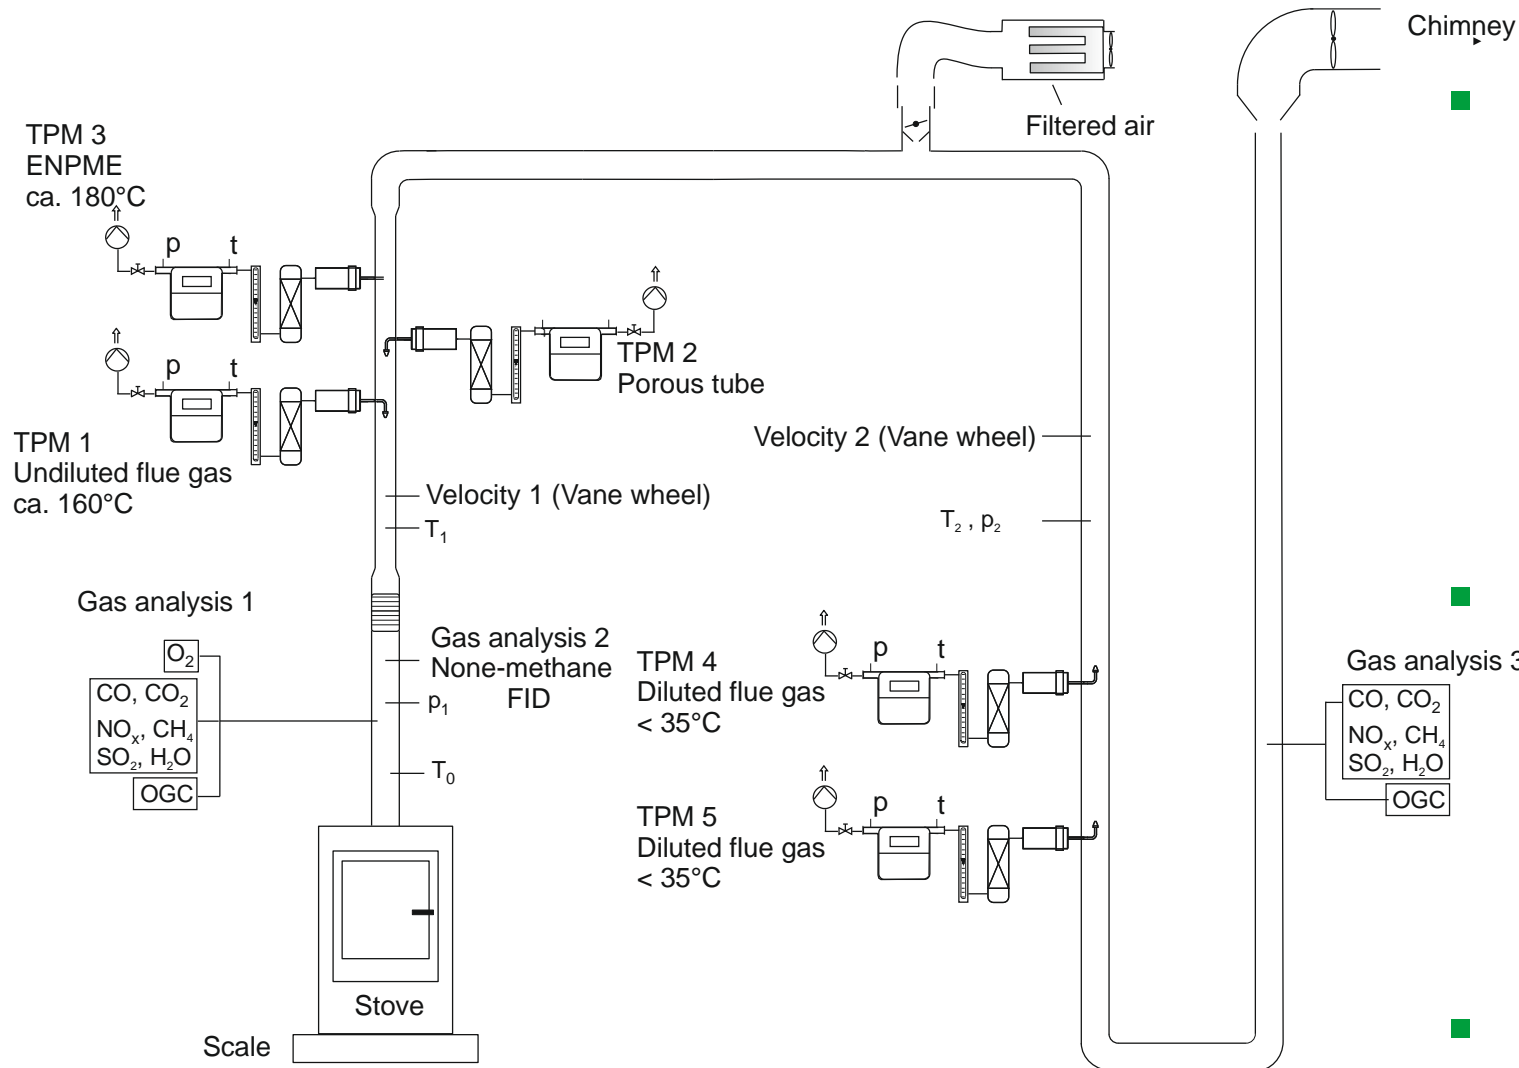 Chimney
Filtered air
TPM 3
ENPME
ca. 180°C
p t
TPM 2
Porous tube
p t
TPM 1
Undiluted flue gas
ca. 160°C
Velocity 1 (Vane wheel)
T1
Velocity 2 (Vane wheel)
T2 , p2
Gas analysis 1
O2
CO, CO2
NOx, CH4
SO2, H2O
OGC
Gas analysis 2
None-methane
FID
p1
T0
TPM 4
Diluted flue gas
< 35°C
p t
TPM 5
Diluted flue gas
< 35°C
p t
Gas analysis 3
CO, CO2
NOx, CH4
SO2, H2O
OGC
Stove
Scale